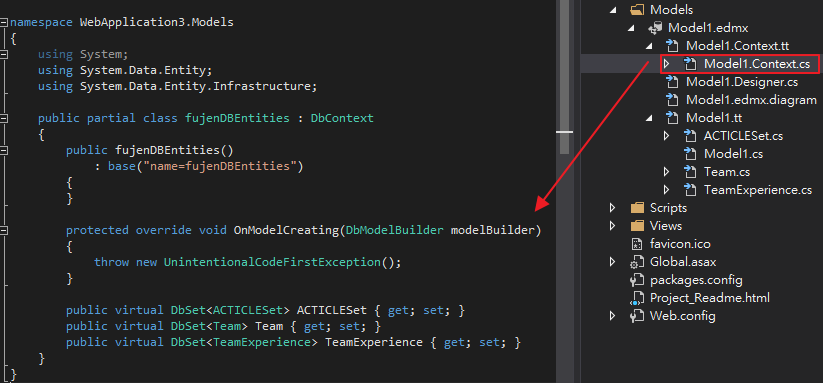 namespace WebApplication3.Models
{
    using System;
    using System.Data.Entity;
    using System.Data.Entity.Infrastructure;
    public partial class fujenDBEntities : DbContext
    {
        public fujenDBEntities()
            : base("name=fujenDBEntities")
        {
        }
        protected override void OnModelCreating(DbModelBuilder modelBuilder)
        {
            throw new UnintentionalCodeFirstException();
        }
        public virtual DbSet<ACTICLESet> ACTICLESet { get; set; }
        public virtual DbSet<Team> Team { get; set; }
        public virtual DbSet<TeamExperience> TeamExperience { get; set; }
    }
}
Models
Model1.edmx
Model1.Context.tt
Model1.Context.cs
Model1.Designer.cs
Model1.edmx.diagram
Model1.tt
ACTICLESet.cs
Model1.cs
Team.cs
TeamExperience.cs
Scripts
Views
favicon.ico
Global.asax
packages.config
Project_Readme.html
Web.config